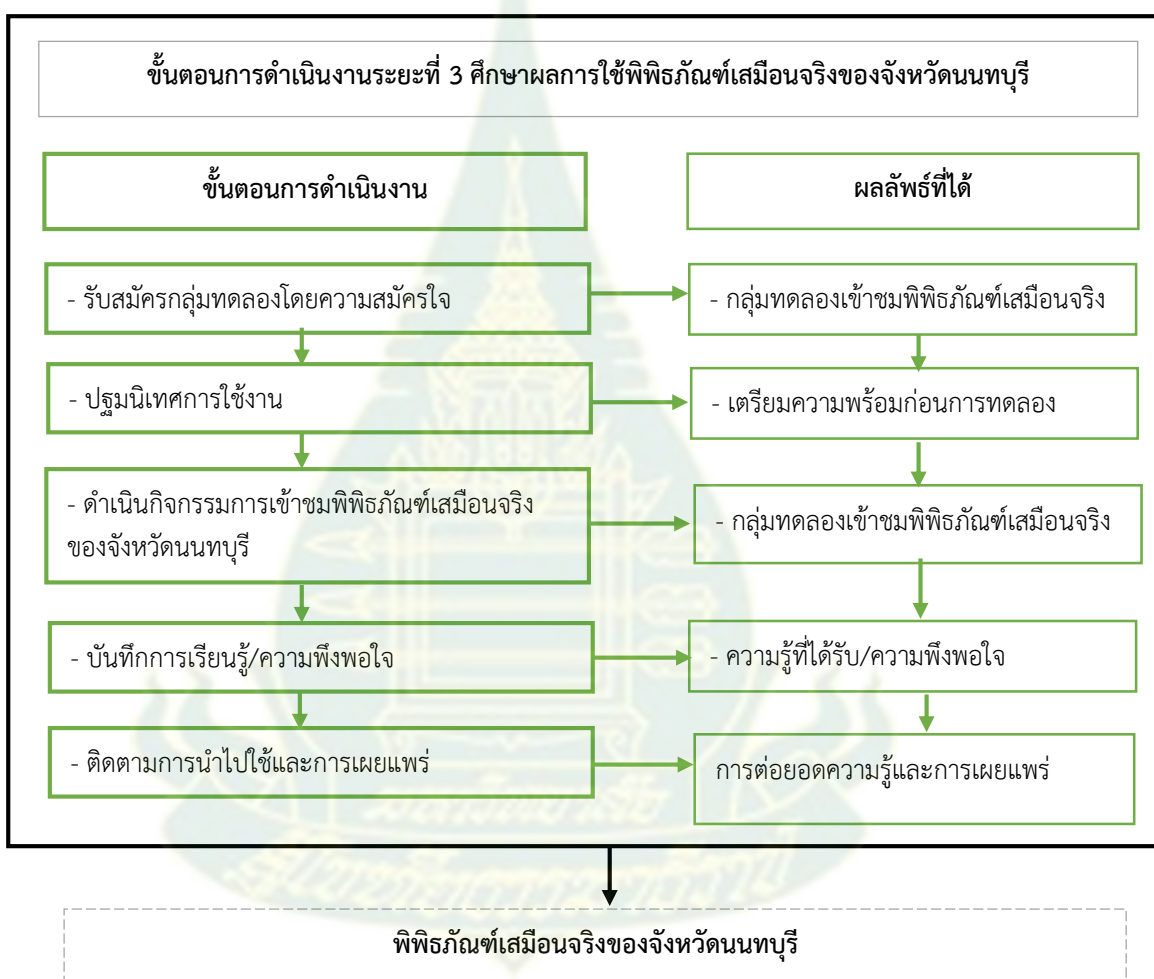 ขั้นตอนการดำเนินงานระยะที่ 3 ศึกษาผลการใช้พิพิธภัณฑ์เสมือนจริงของจังหวัดนนทบุรี
ขั้นตอนการดำเนินงาน
ผลลัพธ์ที่ได้
- รับสมัครกลุ่มทดลองโดยความสมัครใจ
- กลุ่มทดลองเข้าชมพิพิธภัณฑ์เสมือนจริง
- ปฐมนิเทศการใช้งาน
- เตรียมความพร้อมก่อนการทดลอง
- ดำเนินกิจกรรมการเข้าชมพิพิธภัณฑ์เสมือนจริง
ของจังหวัดนนทบุรี
- กลุ่มทดลองเข้าชมพิพิธภัณฑ์เสมือนจริง
- บันทึกการเรียนรู้/ความพึงพอใจ
- ความรู้ที่ได้รับ/ความพึงพอใจ
- ติดตามการนำไปใช้และการเผยแพร่
การต่อยอดความรู้และการเผยแพร่
พิพิธภัณฑ์เสมือนจริงของจังหวัดนนทบุรี